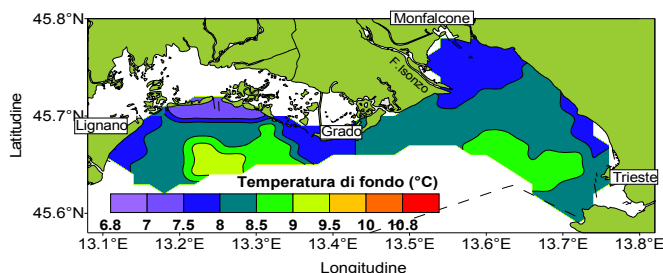 45.8°N
Monfalcone
F. Isonzo
45.7°N
Latitudine
Lignano
Grado
Trieste
Temperatura di fondo (°C)
6.8 7 7.5 8 8.5 9 9.5 10 10.8
45.6°N
13.1°E 13.2°E 13.3°E 13.4°E 13.5°E 13.6°E 13.7°E 13.8°E
Longitudine